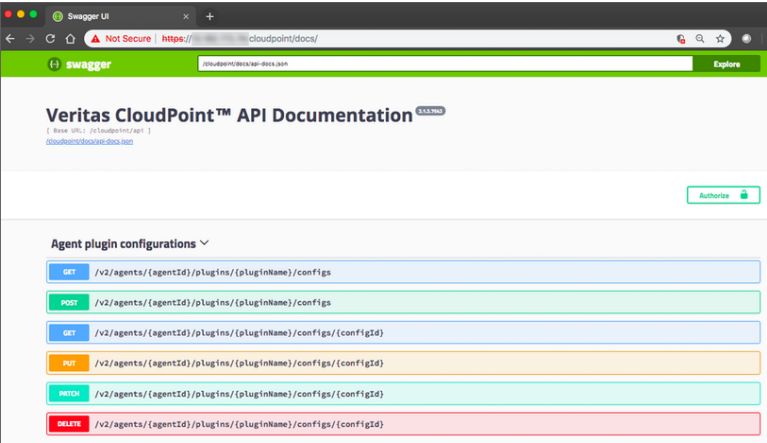 Swagger UI
Not Secure https:// cloudpoint/docs/
swagger
/cloudpoint/docs/api-docs.json
Explore
Veritas CloudPoint™ API Documentation
[ Base URL: /cloudpoint/api ]
/cloudpoint/docs/api-docs.json
Authorize
Agent plugin configurations
GET /v2/agents/{agentId}/plugins/{pluginName}/configs
POST /v2/agents/{agentId}/plugins/{pluginName}/configs
GET /v2/agents/{agentId}/plugins/{pluginName}/configs/{configId}
PUT /v2/agents/{agentId}/plugins/{pluginName}/configs/{configId}
PATCH /v2/agents/{agentId}/plugins/{pluginName}/configs/{configId}
DELETE /v2/agents/{agentId}/plugins/{pluginName}/configs/{configId}